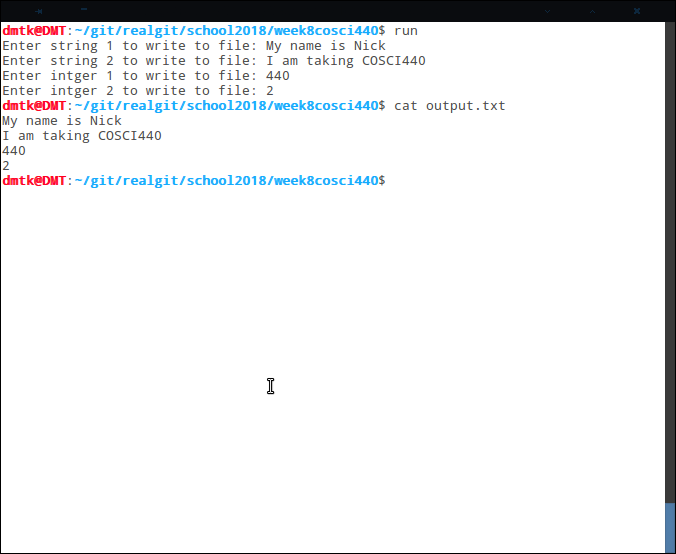 dmtk@DMT:~/git/realgit/school2018/week8cosci440$ run
Enter string 1 to write to file: My name is Nick
Enter string 2 to write to file: I am taking COSCI440
Enter intger 1 to write to file: 440
Enter intger 2 to write to file: 2
dmtk@DMT:~/git/realgit/school2018/week8cosci440$ cat output.txt
My name is Nick
I am taking COSCI440
440
2
dmtk@DMT:~/git/realgit/school2018/week8cosci440$